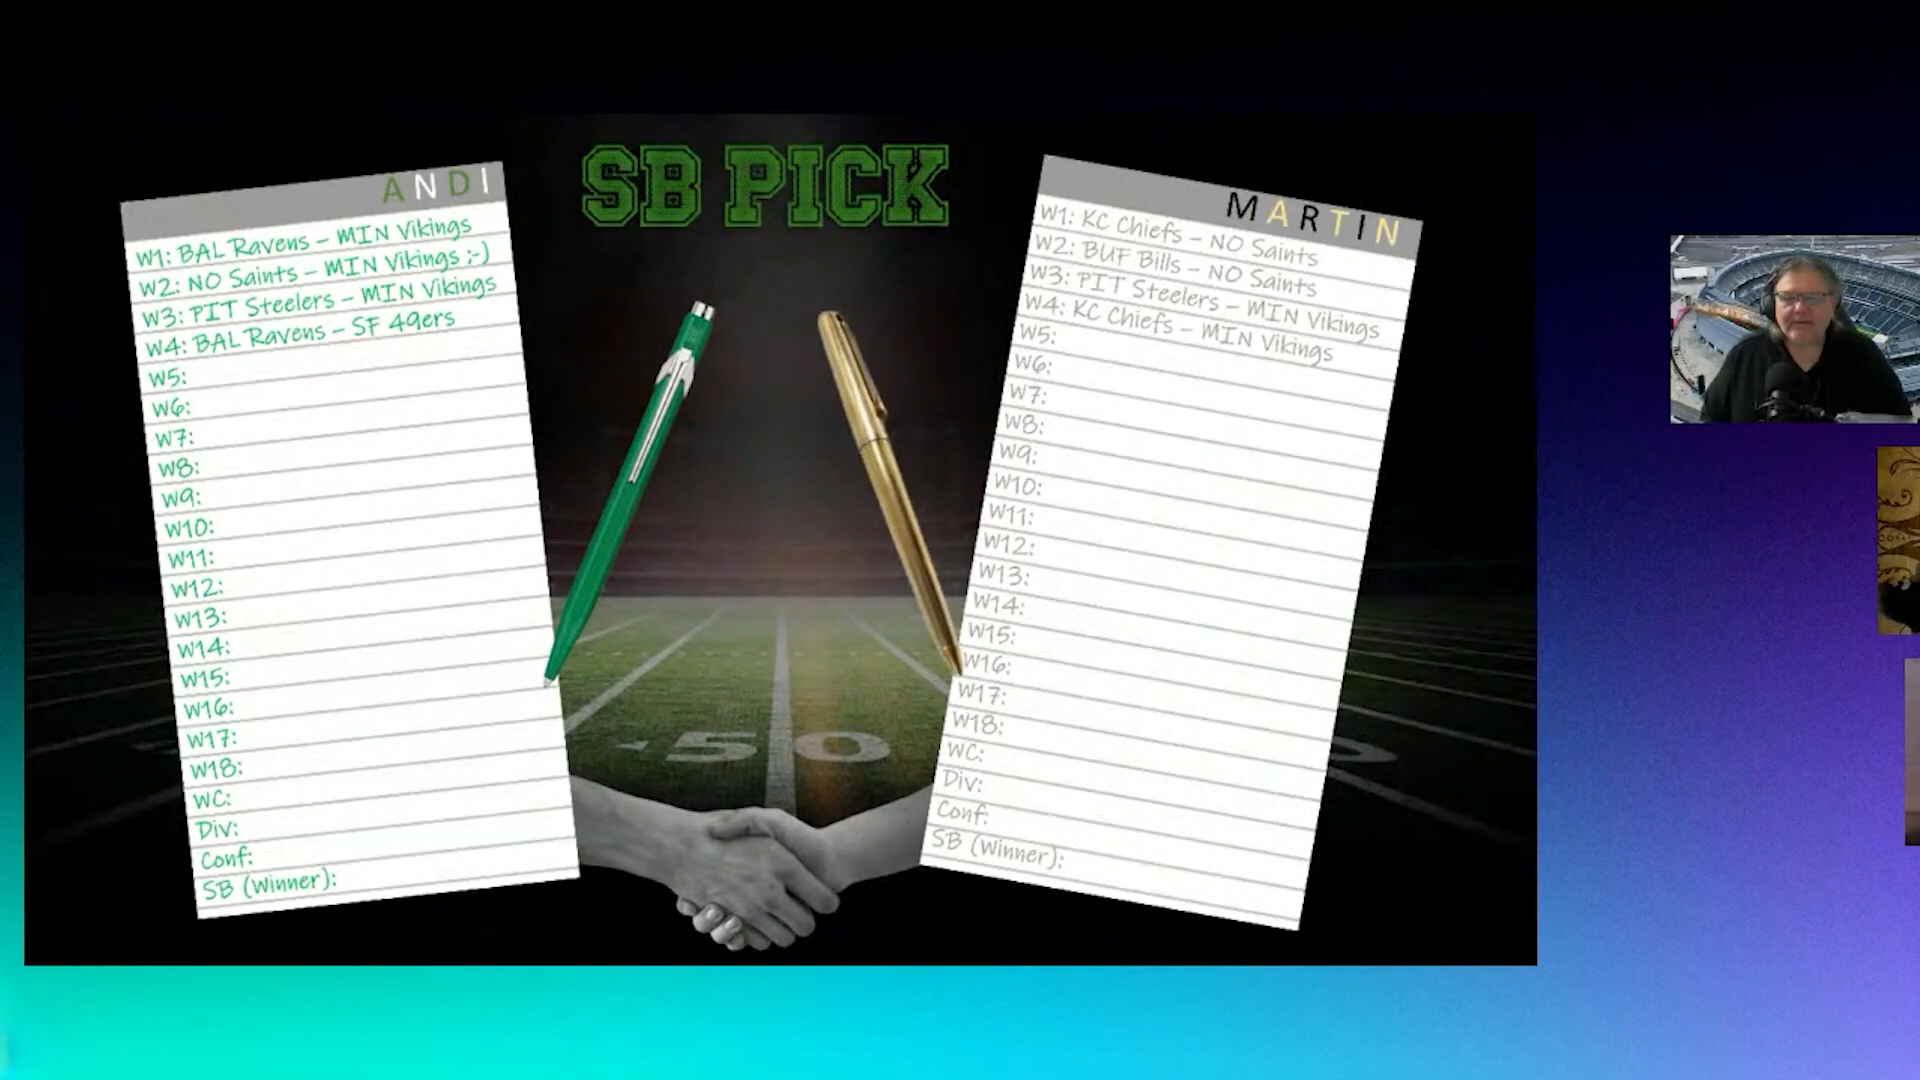 SB PICK
ANDI
W1: BAL Ravens – MIN Vikings
W2: NO Saints – MIN Vikings ;-)
W3: PIT Steelers – MIN Vikings
W4: BAL Ravens – SF 49ers
W5:
W6:
W7:
W8:
W9:
W10:
W11:
W12:
W13:
W14:
W15:
W16:
W17:
W18:
WC:
Div:
Conf:
SB (Winner):
MARTIN
W1: KC Chiefs – NO Saints
W2: BUF Bills – NO Saints
W3: PIT Steelers – MIN Vikings
W4: KC Chiefs – MIN Vikings
W5:
W6:
W7:
W8:
W9:
W10:
W11:
W12:
W13:
W14:
W15:
W16:
W17:
W18:
WC:
Div:
Conf:
SB (Winner):
50